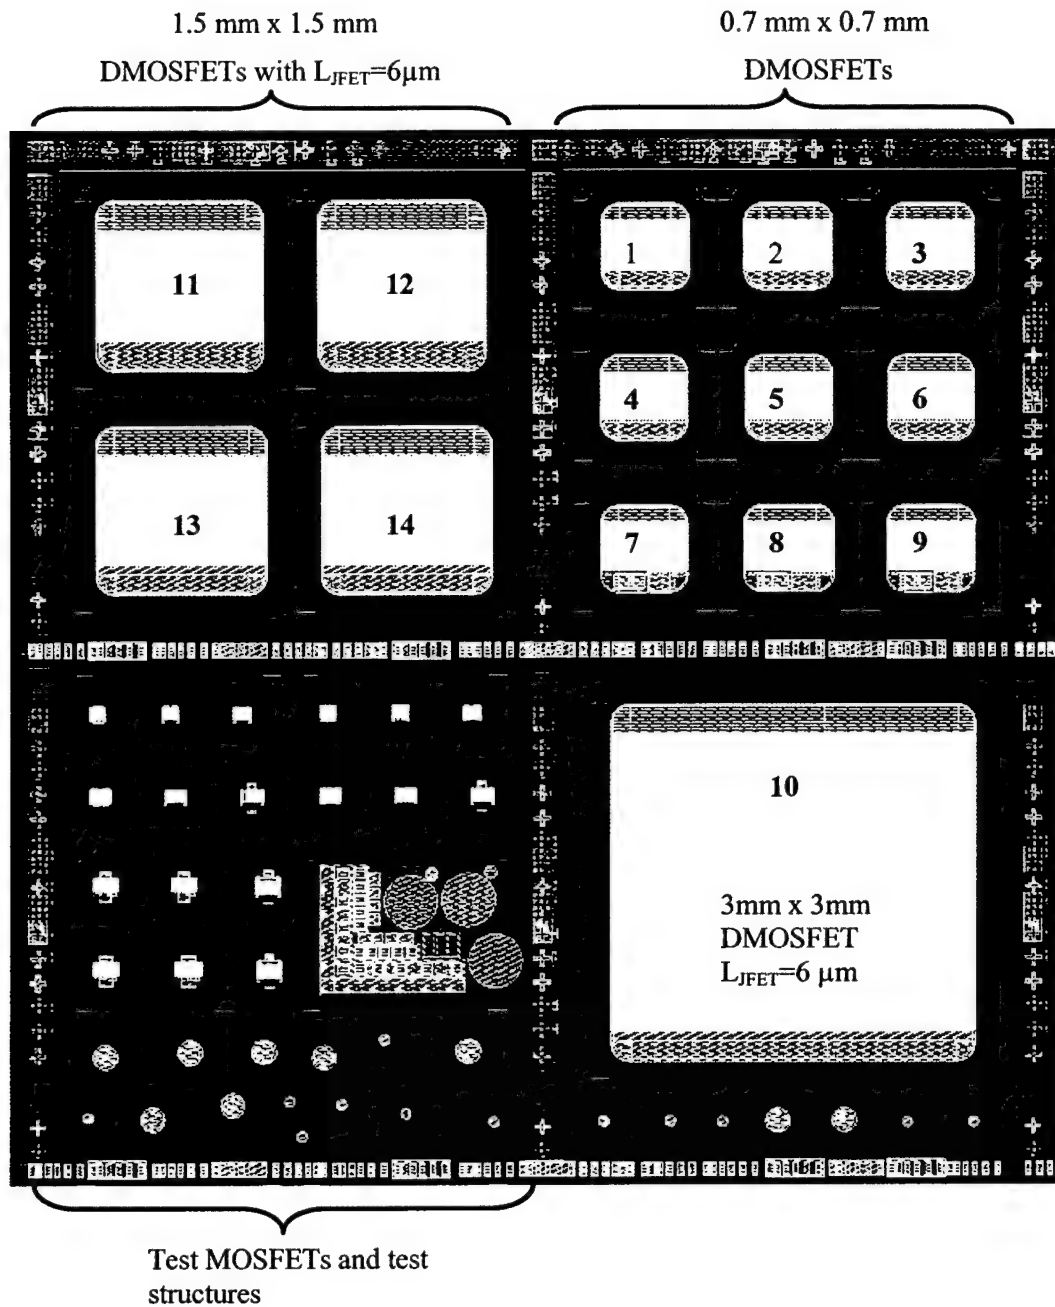 1.5 mm x 1.5 mm
DMOSFETs with L_JFET=6μm
0.7 mm x 0.7 mm
DMOSFETs
11
12
1
2
3
4
5
6
13
14
7
8
9
10
3mm x 3mm
DMOSFET
L_JFET=6 μm
Test MOSFETs and test
structures